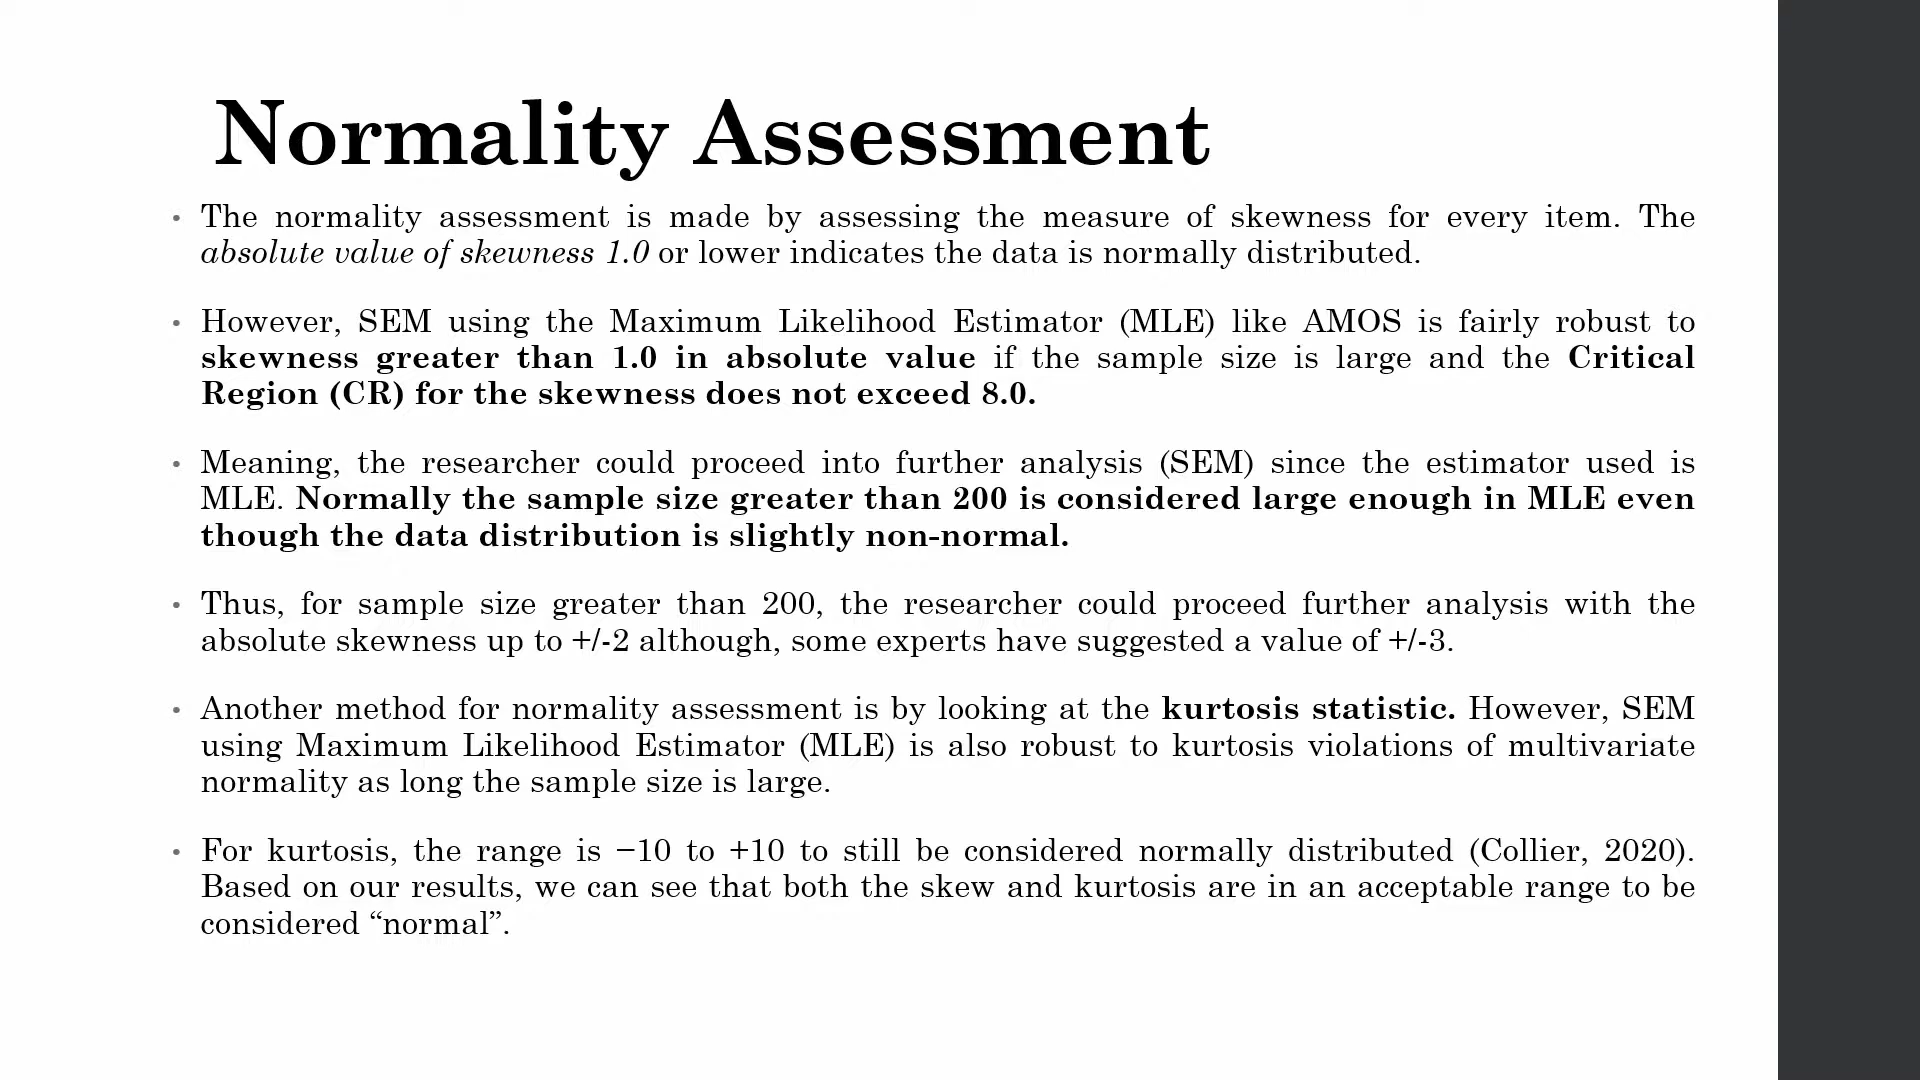 Normality Assessment
• The normality assessment is made by assessing the measure of skewness for every item. The
absolute value of skewness 1.0 or lower indicates the data is normally distributed.
• However, SEM using the Maximum Likelihood Estimator (MLE) like AMOS is fairly robust to
skewness greater than 1.0 in absolute value if the sample size is large and the Critical
Region (CR) for the skewness does not exceed 8.0.
• Meaning, the researcher could proceed into further analysis (SEM) since the estimator used is
MLE. Normally the sample size greater than 200 is considered large enough in MLE even
though the data distribution is slightly non-normal.
• Thus, for sample size greater than 200, the researcher could proceed further analysis with the
absolute skewness up to +/-2 although, some experts have suggested a value of +/-3.
• Another method for normality assessment is by looking at the kurtosis statistic. However, SEM
using Maximum Likelihood Estimator (MLE) is also robust to kurtosis violations of multivariate
normality as long the sample size is large.
• For kurtosis, the range is −10 to +10 to still be considered normally distributed (Collier, 2020).
Based on our results, we can see that both the skew and kurtosis are in an acceptable range to be
considered “normal”.